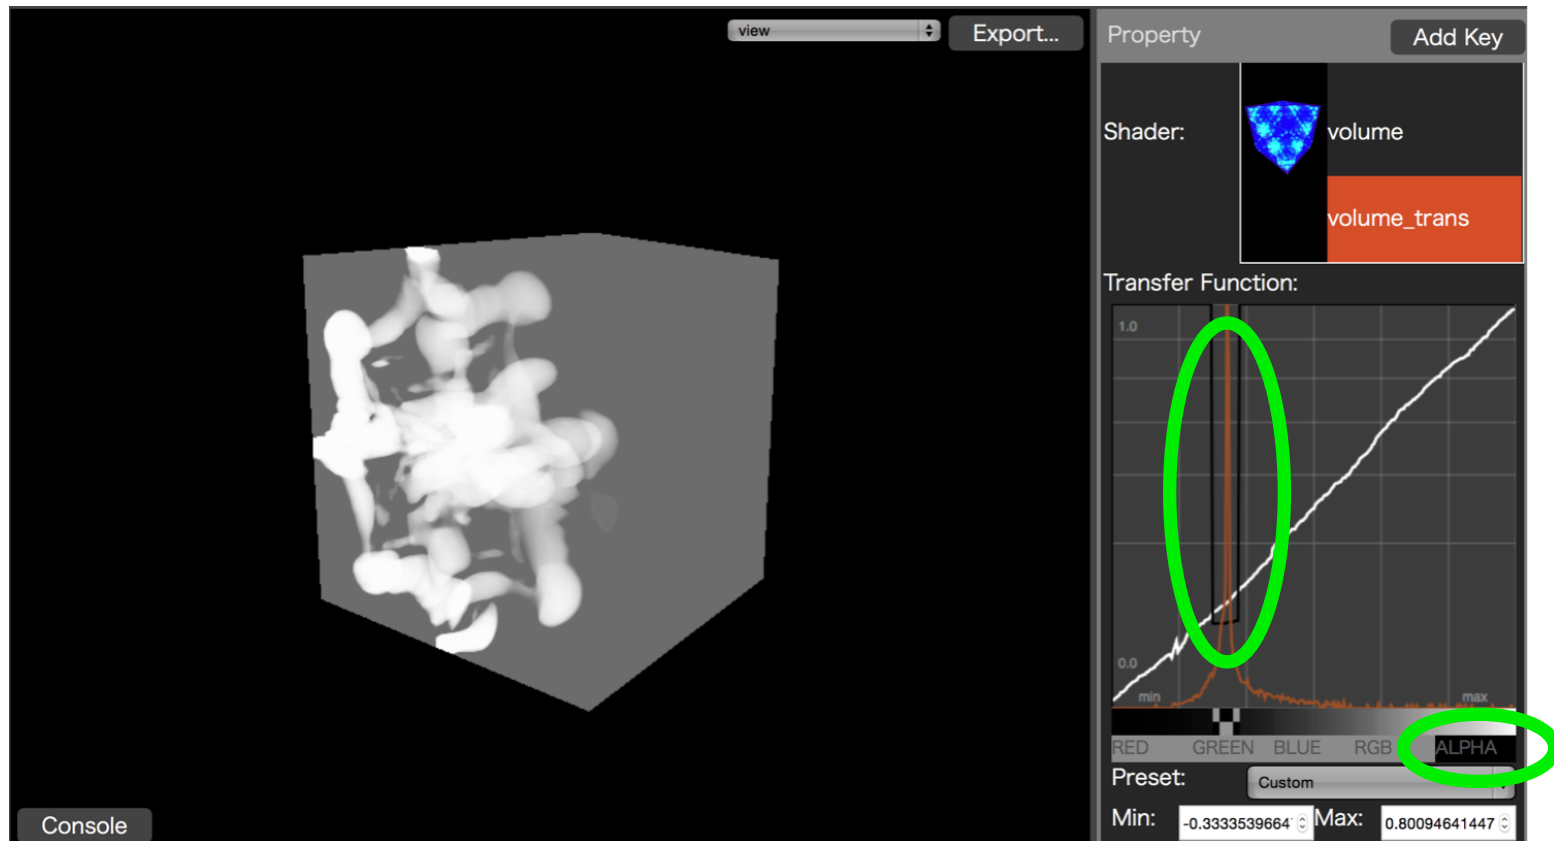 view
Export...
Property
Add Key
Shader:
volume
volume_trans
Transfer Function:
1.0
0.0
min
max
RED GREEN BLUE RGB ALPHA
Preset:
Custom
Min:
-0.3333539664
Max:
0.80094641447
Console